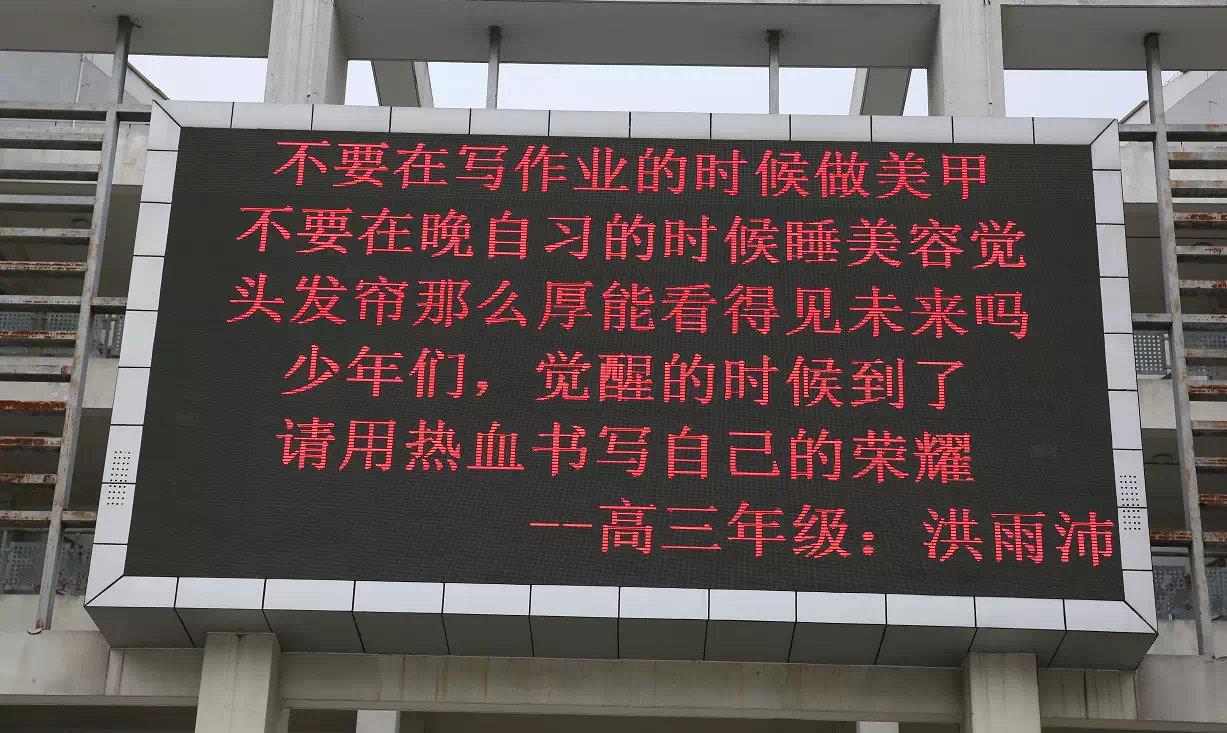 不要在写作业的时候做美甲
不要在晚自习的时候睡美容觉
头发帘那么厚能看得见未来吗
少年们，觉醒的时候到了
请用热血书写自己的荣耀
--高三年级：洪雨沛